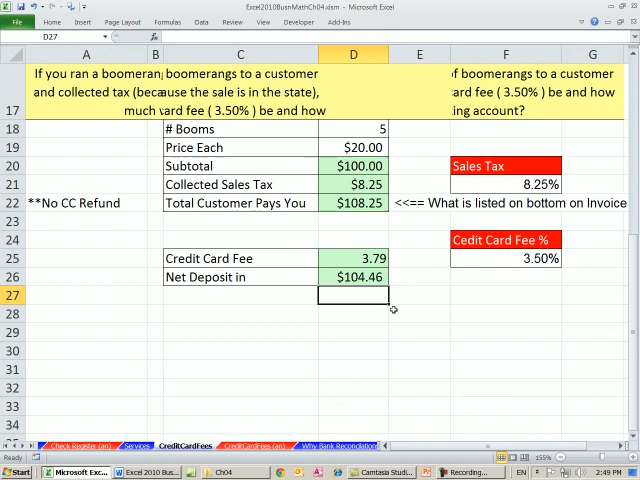 Excel2010BusnMathCh04.xlsm - Microsoft Excel
File Home Insert Page Layout Formulas Data Review View Developer Add-Ins
D27 fx
A B C D E F G
If you ran a boomerang boomerangs to a customer of boomerangs to a customer
and collected tax (because the sale is in the state), card fee ( 3.50% ) be and how
17 much card fee ( 3.50% ) be and how king account?
18 # Booms 5
19 Price Each $20.00
20 Subtotal $100.00 Sales Tax
21 Collected Sales Tax $8.25 8.25%
22 **No CC Refund Total Customer Pays You $108.25 <<== What is listed on bottom on Invoice
23
24 Cedit Card Fee %
25 Credit Card Fee 3.79 3.50%
26 Net Deposit in $104.46
27
28
29
30
31
32
33
34
Check Register (an) Services CreditCardFees CreditCardFees (an) Why Bank Reconciliation
Ready 155%
Start Microsoft Exc... Excel 2010 Busn... Ch04 Camtasia Studi... Recording... EN 2:49 PM